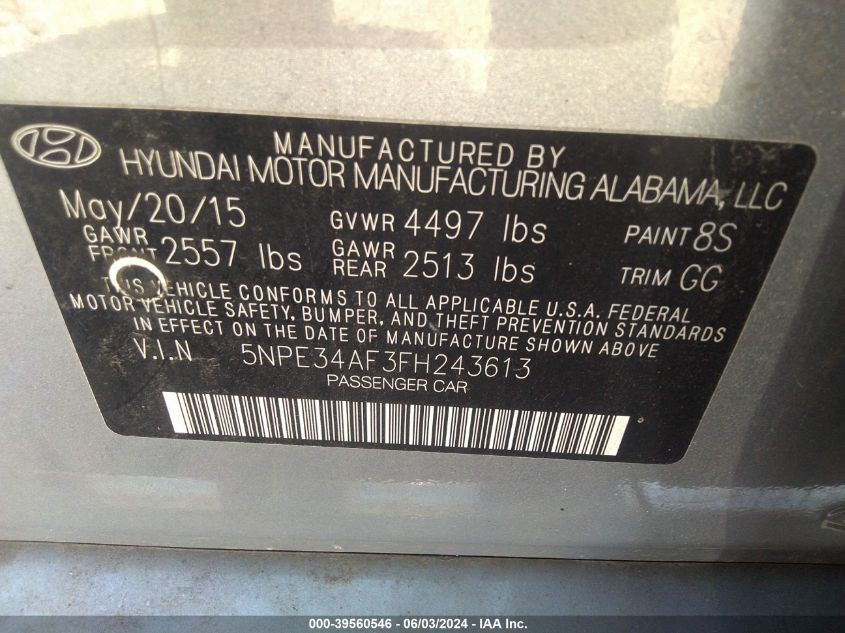 MANUFACTURED BY
HYUNDAI MOTOR MANUFACTURING ALABAMA, LLC
May/20/15 GVWR 4497 lbs PAINT 8S
GAWR FRONT 2557 lbs GAWR REAR 2513 lbs TRIM GG
THIS VEHICLE CONFORMS TO ALL APPLICABLE U.S.A. FEDERAL
MOTOR VEHICLE SAFETY, BUMPER, AND THEFT PREVENTION STANDARDS
IN EFFECT ON THE DATE OF MANUFACTURE SHOWN ABOVE
V.I.N 5NPE34AF3FH243613
PASSENGER CAR
000-39560546 - 06/03/2024 - IAA Inc.